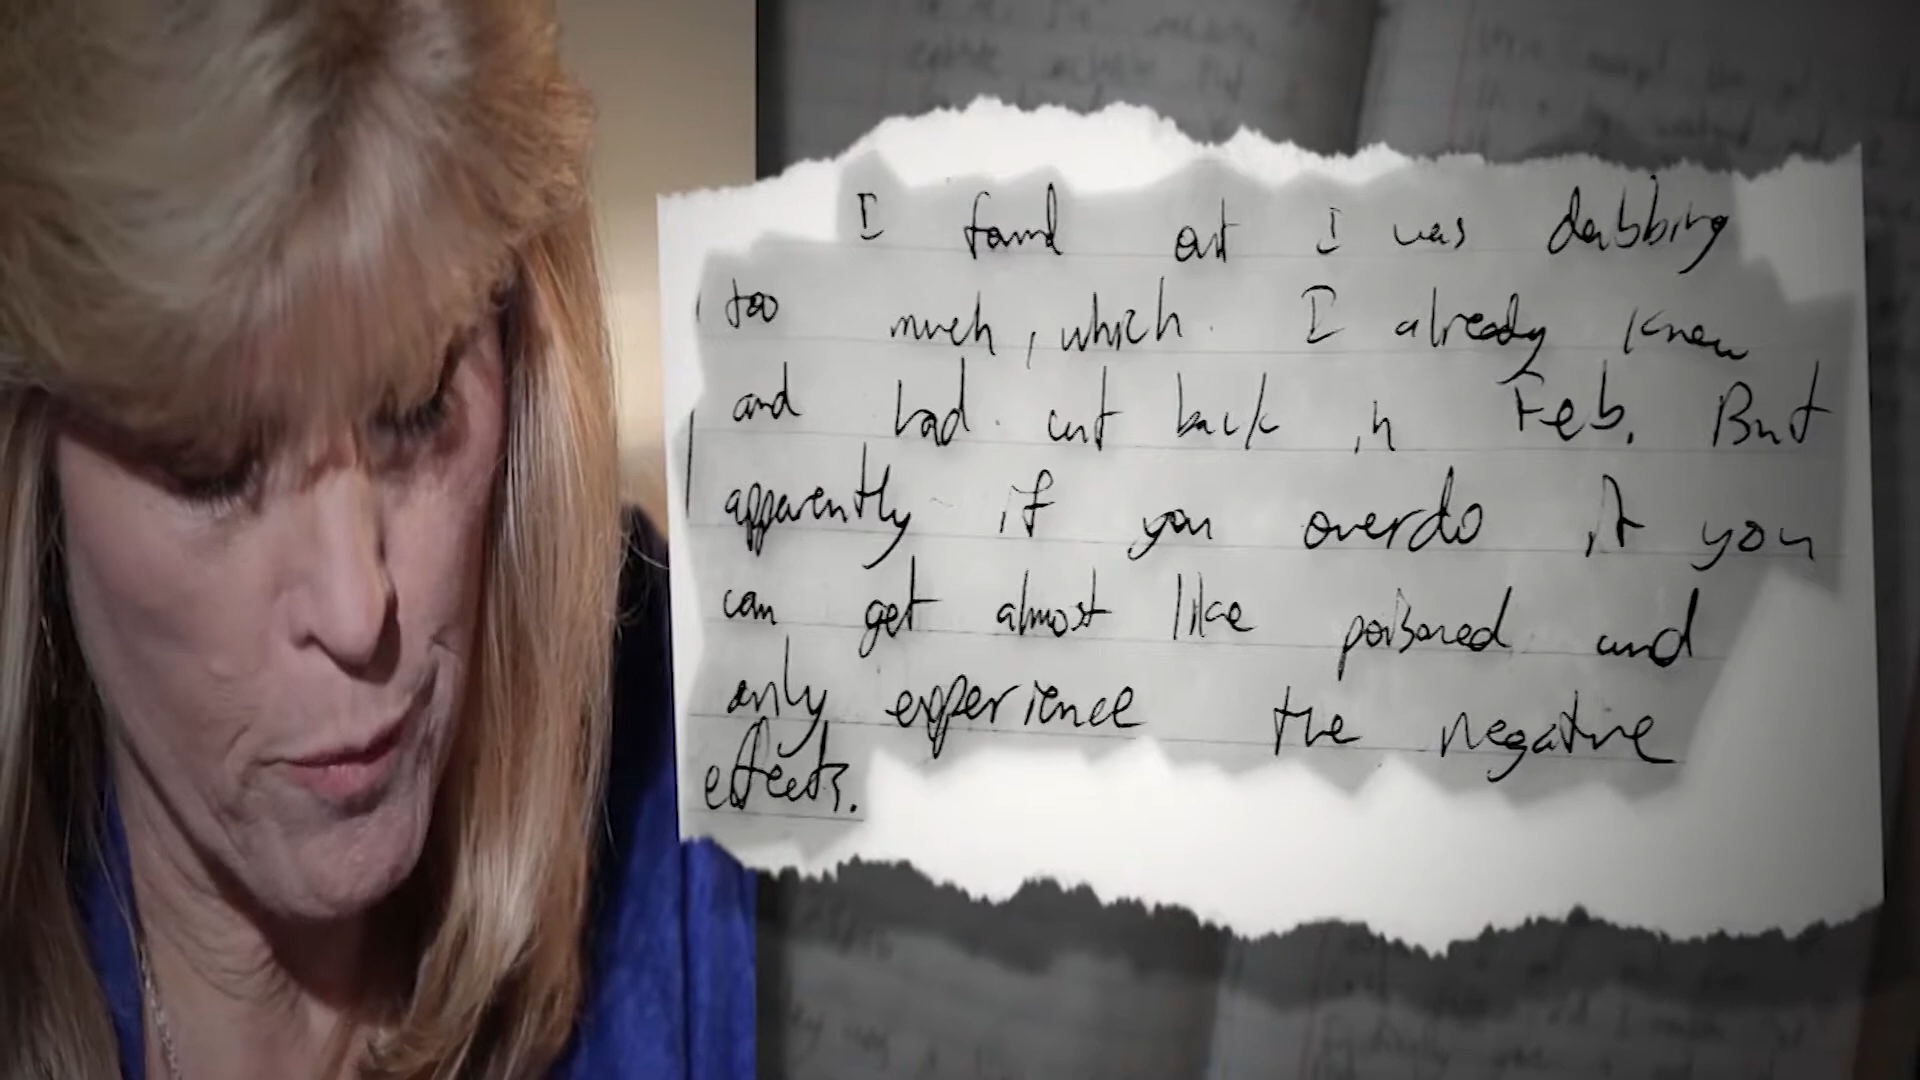 I found out I was dabbing
too much, which I already knew
and had cut back in Feb. But
apparently if you overdo it you
can get almost like poisoned and
only experience the negative
effects.